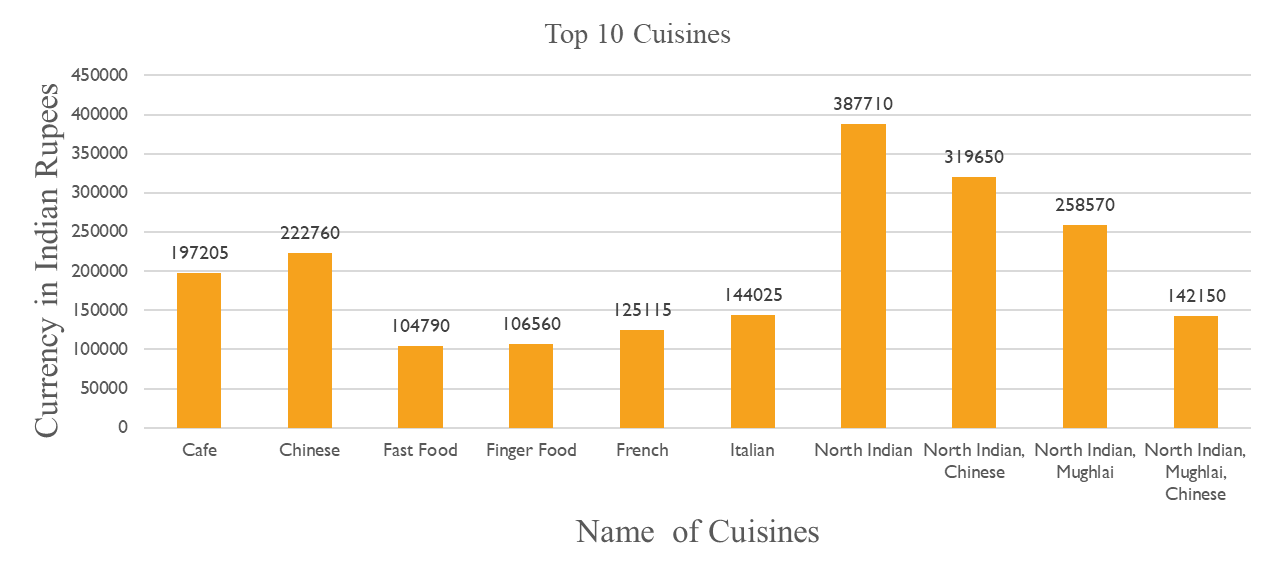 Top 10 Cuisines
Currency in Indian Rupees
450000
400000
350000
300000
250000
200000
150000
100000
50000
0
197205
222760
104790
106560
125115
144025
387710
319650
258570
142150
Cafe
Chinese
Fast Food
Finger Food
French
Italian
North Indian
North Indian,
Chinese
North Indian,
Mughlai
North Indian,
Mughlai,
Chinese
Name of Cuisines